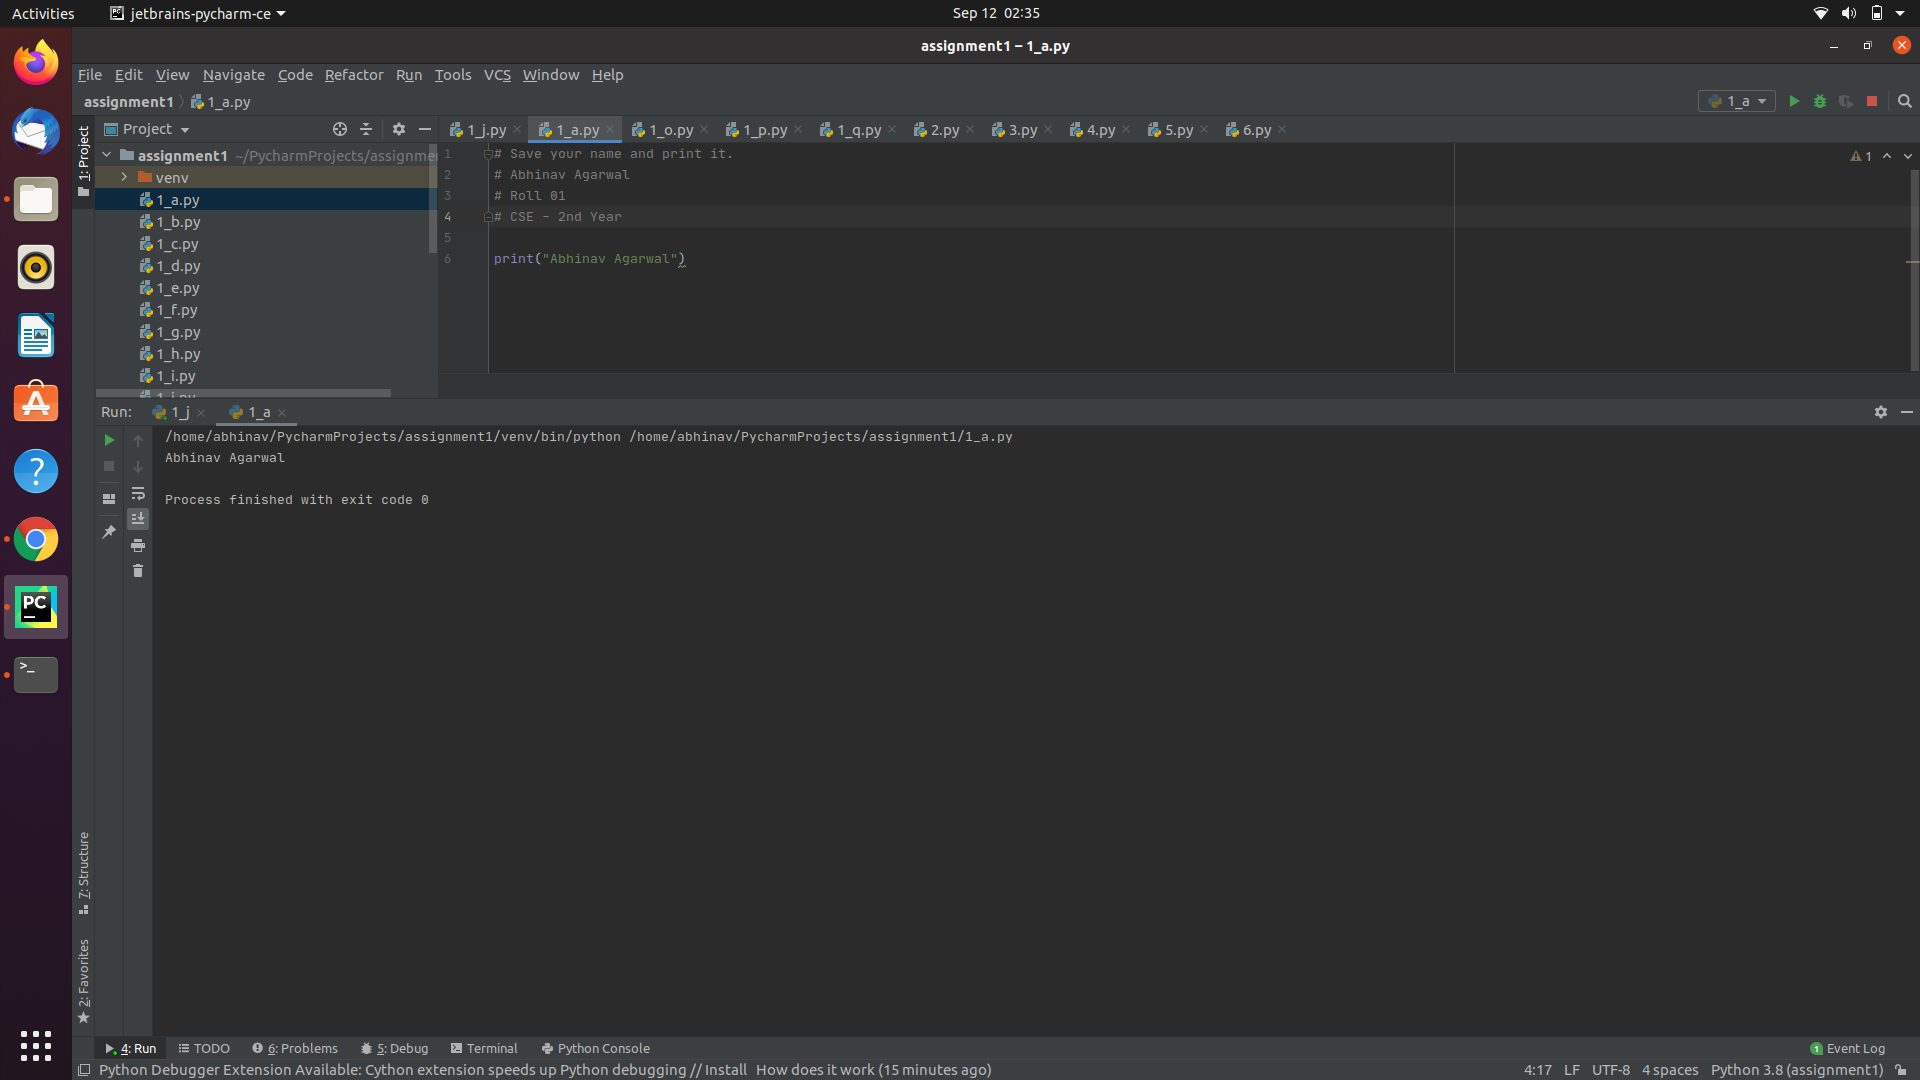 Activities jetbrains-pycharm-ce Sep 12 02:35
assignment1 – 1_a.py
File Edit View Navigate Code Refactor Run Tools VCS Window Help
assignment1 1_a.py 1_a
Project 1_j.py 1_a.py 1_o.py 1_p.py 1_q.py 2.py 3.py 4.py 5.py 6.py
1: Project
assignment1 ~/PycharmProjects/assignme
venv
1_a.py
1_b.py
1_c.py
1_d.py
1_e.py
1_f.py
1_g.py
1_h.py
1_i.py
1 # Save your name and print it.
2 # Abhinav Agarwal
3 # Roll 01
4 # CSE - 2nd Year
5
6 print("Abhinav Agarwal")
1
Run: 1_j 1_a
/home/abhinav/PycharmProjects/assignment1/venv/bin/python /home/abhinav/PycharmProjects/assignment1/1_a.py
Abhinav Agarwal
Process finished with exit code 0
PC
>_
7: Structure
2: Favorites
4: Run TODO 6: Problems 5: Debug Terminal Python Console 1 Event Log
Python Debugger Extension Available: Cython extension speeds up Python debugging // Install How does it work (15 minutes ago) 4:17 LF UTF-8 4 spaces Python 3.8 (assignment1)